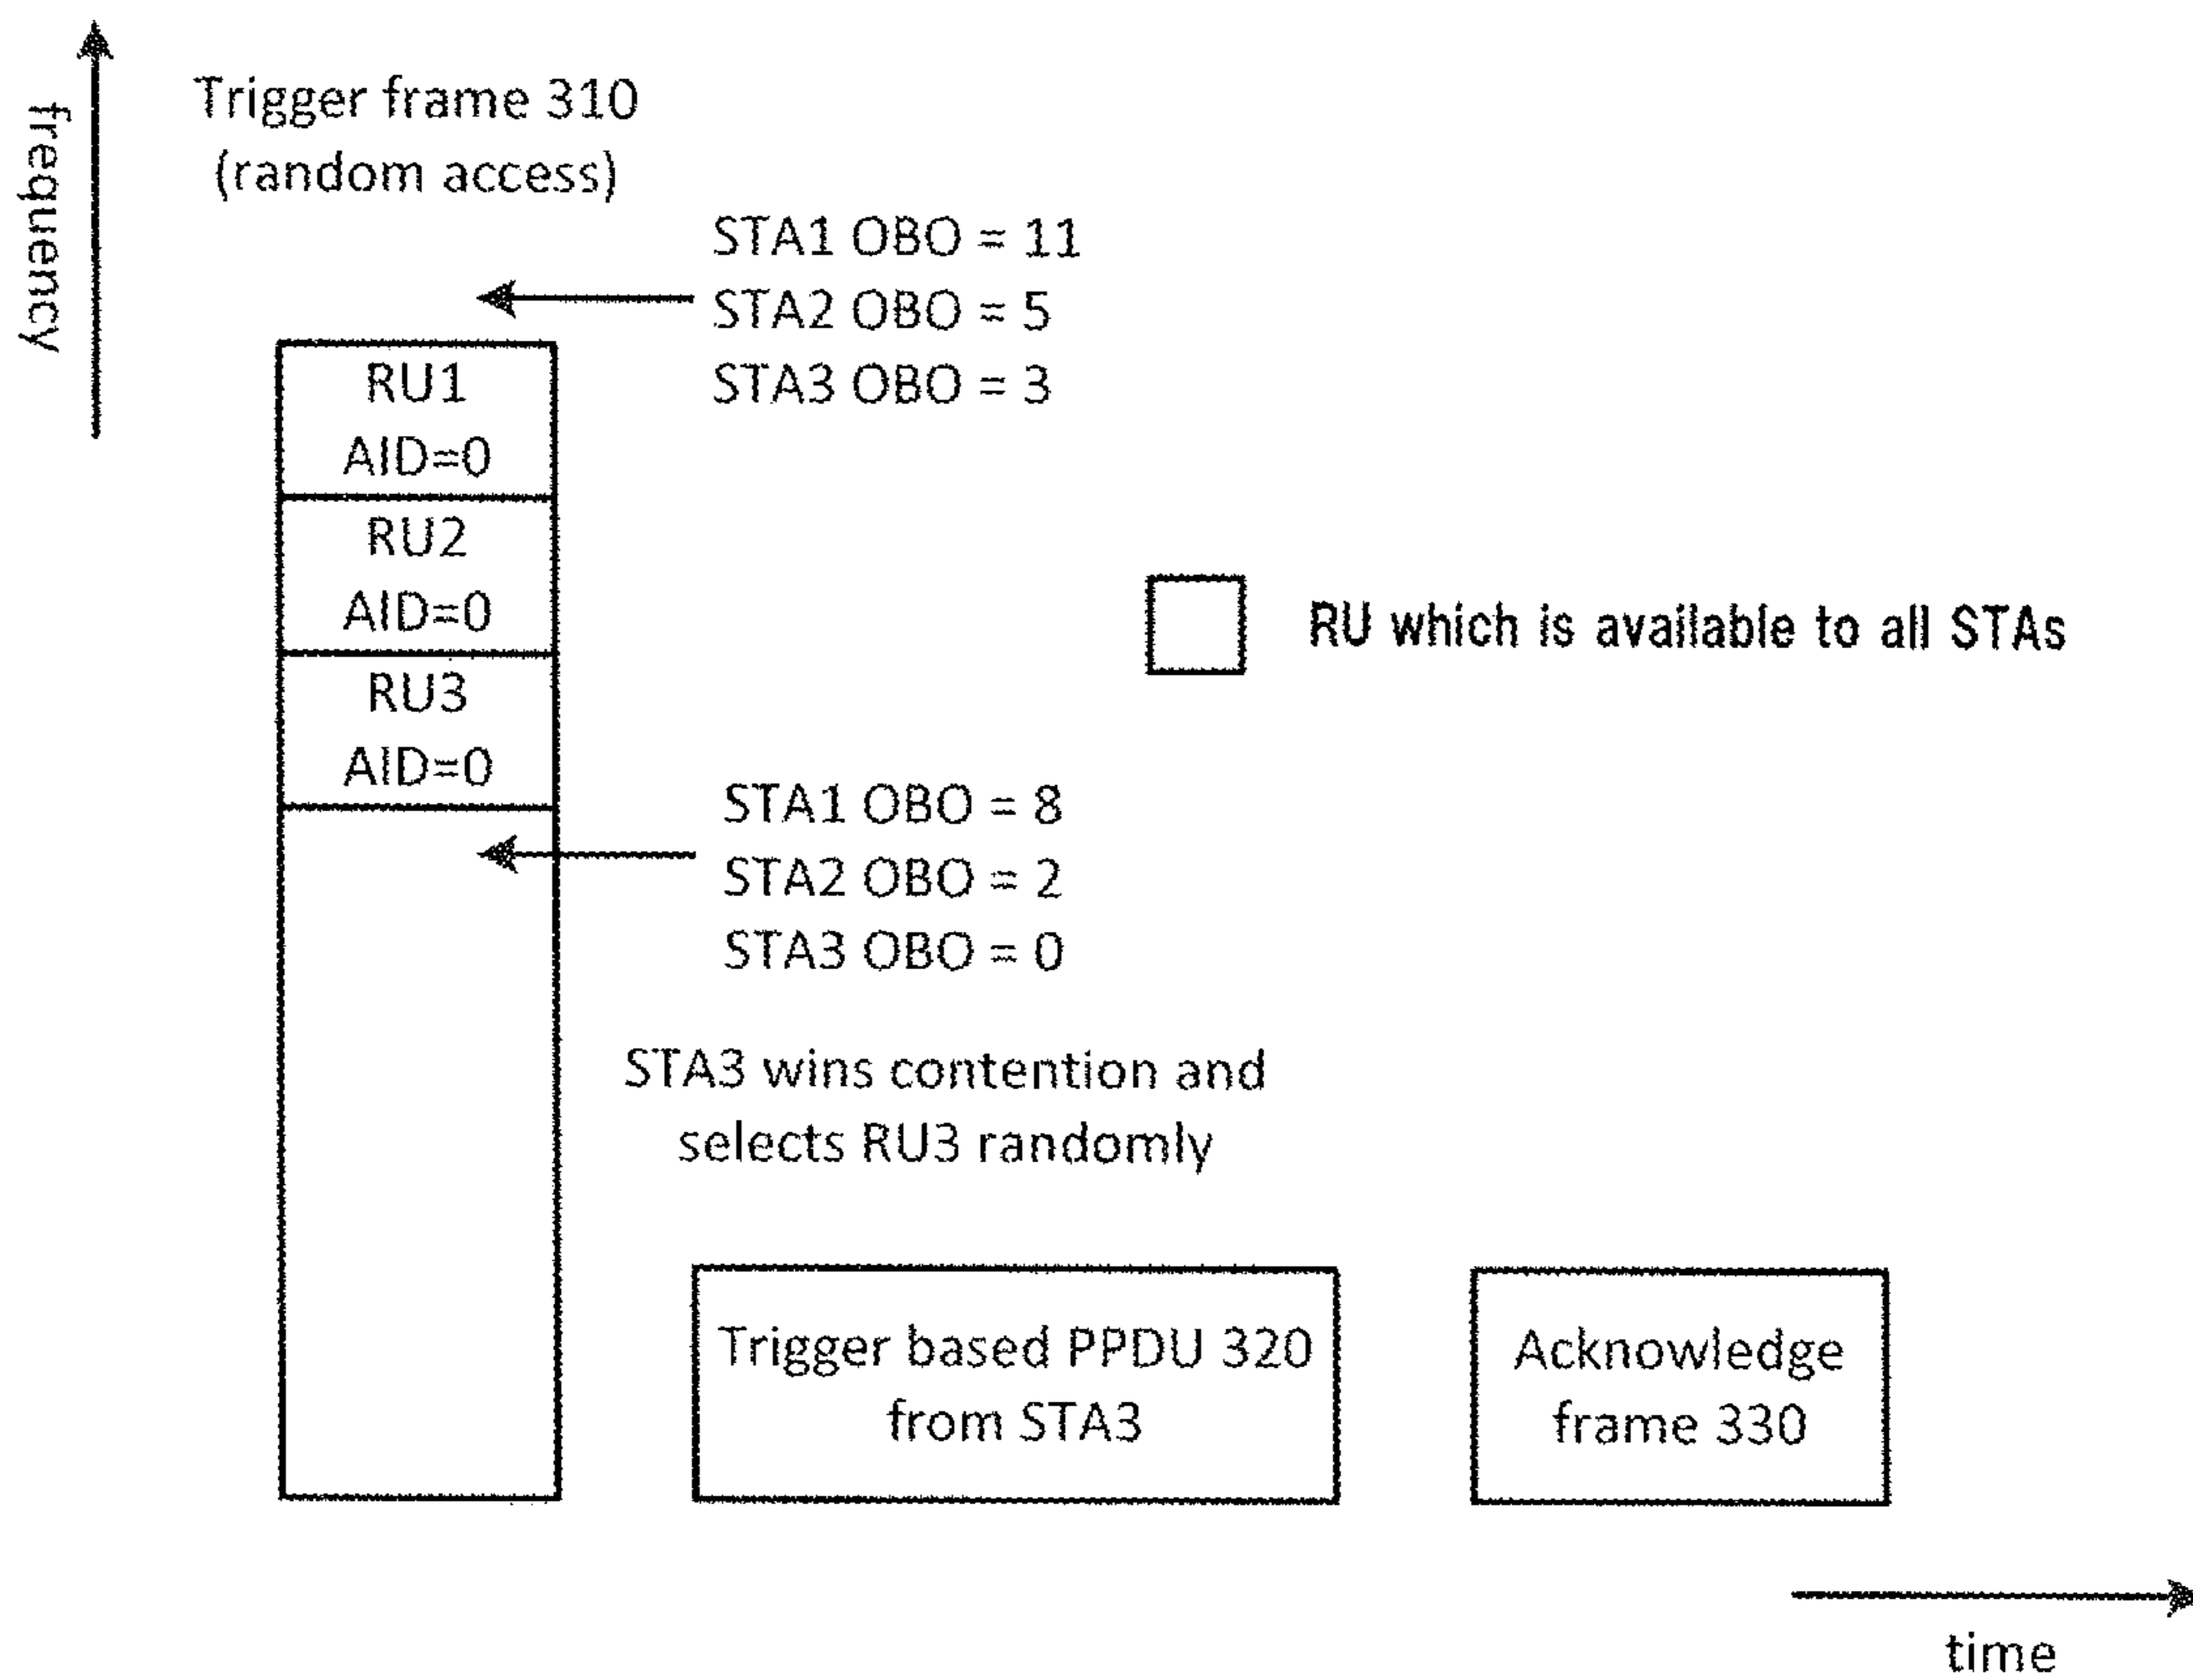 frequency
Trigger frame 310
(random access)
STA1 OBO = 11
STA2 OBO = 5
STA3 OBO = 3
RU1
AID=0
RU2
AID=0
RU3
AID=0
RU which is available to all STAs
STA1 OBO = 8
STA2 OBO = 2
STA3 OBO = 0
STA3 wins contention and
selects RU3 randomly
Trigger based PPDU 320
from STA3
Acknowledge
frame 330
time